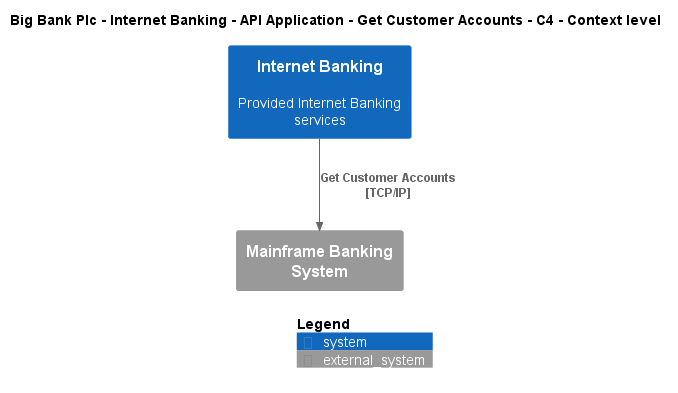 Big Bank Plc - Internet Banking - API Application - Get Customer Accounts - C4 - Context level
Internet Banking
Provided Internet Banking
services
Get Customer Accounts
[TCP/IP]
Mainframe Banking
System
Legend
system
external_system